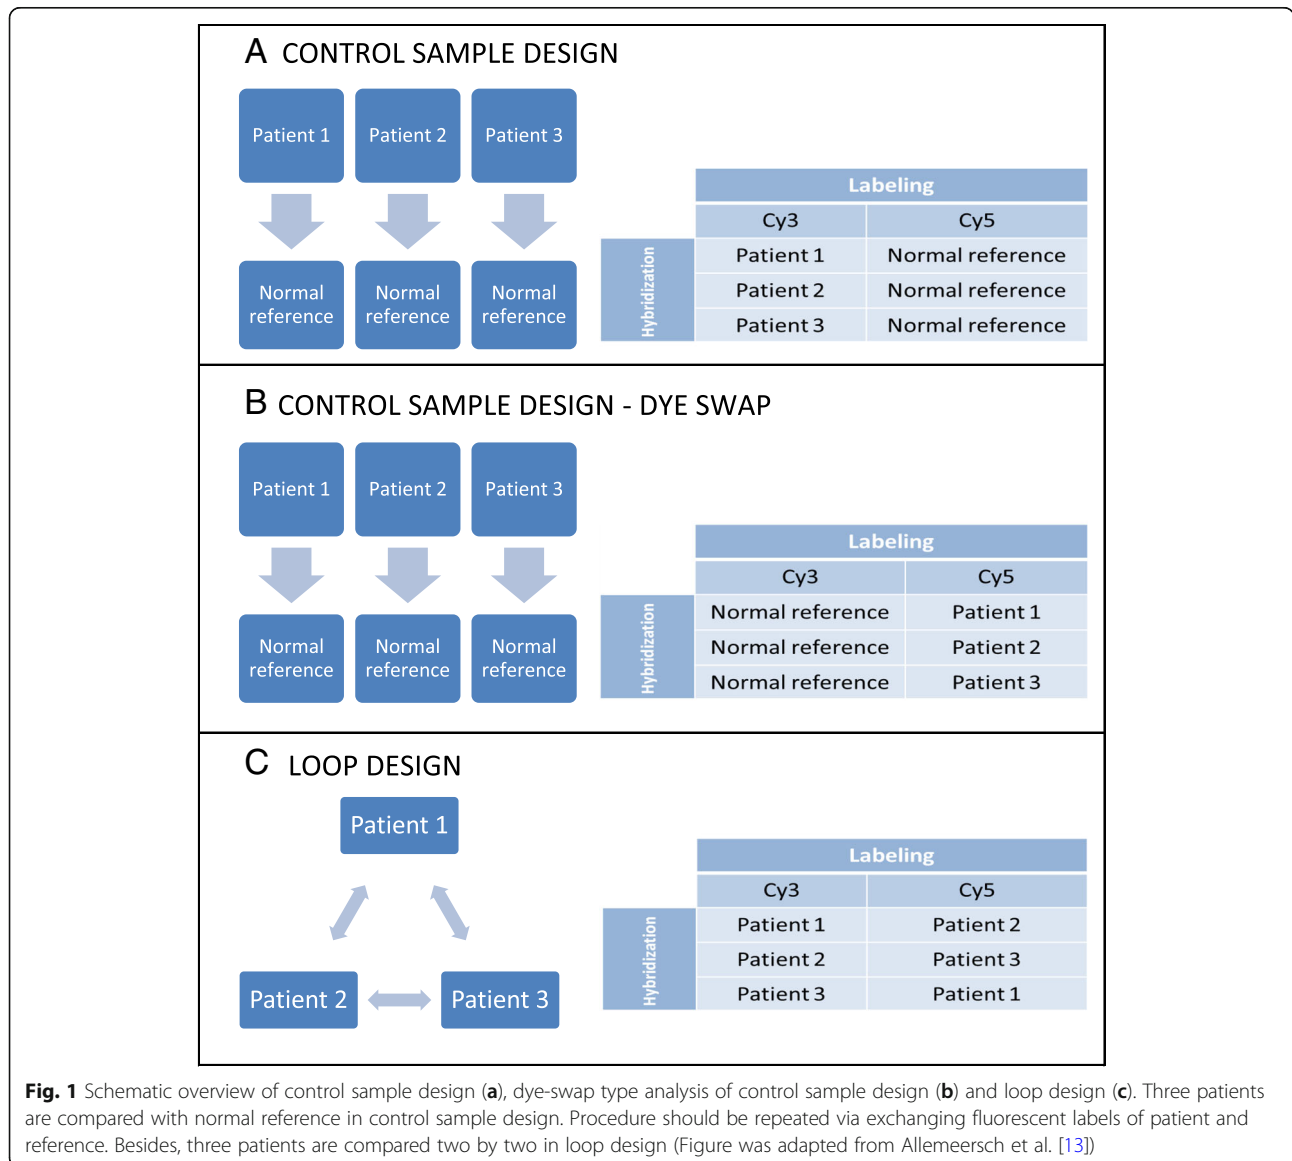 A CONTROL SAMPLE DESIGN
Patient 1 Patient 2 Patient 3
Normal reference Normal reference Normal reference
Labeling
Cy3 Cy5
Hybridization
Patient 1 Normal reference
Patient 2 Normal reference
Patient 3 Normal reference
B CONTROL SAMPLE DESIGN - DYE SWAP
Patient 1 Patient 2 Patient 3
Normal reference Normal reference Normal reference
Labeling
Cy3 Cy5
Hybridization
Normal reference Patient 1
Normal reference Patient 2
Normal reference Patient 3
C LOOP DESIGN
Patient 1
Patient 2 Patient 3
Labeling
Cy3 Cy5
Hybridization
Patient 1 Patient 2
Patient 2 Patient 3
Patient 3 Patient 1
Fig. 1 Schematic overview of control sample design (a), dye-swap type analysis of control sample design (b) and loop design (c). Three patients
are compared with normal reference in control sample design. Procedure should be repeated via exchanging fluorescent labels of patient and
reference. Besides, three patients are compared two by two in loop design (Figure was adapted from Allemeersch et al. [13])